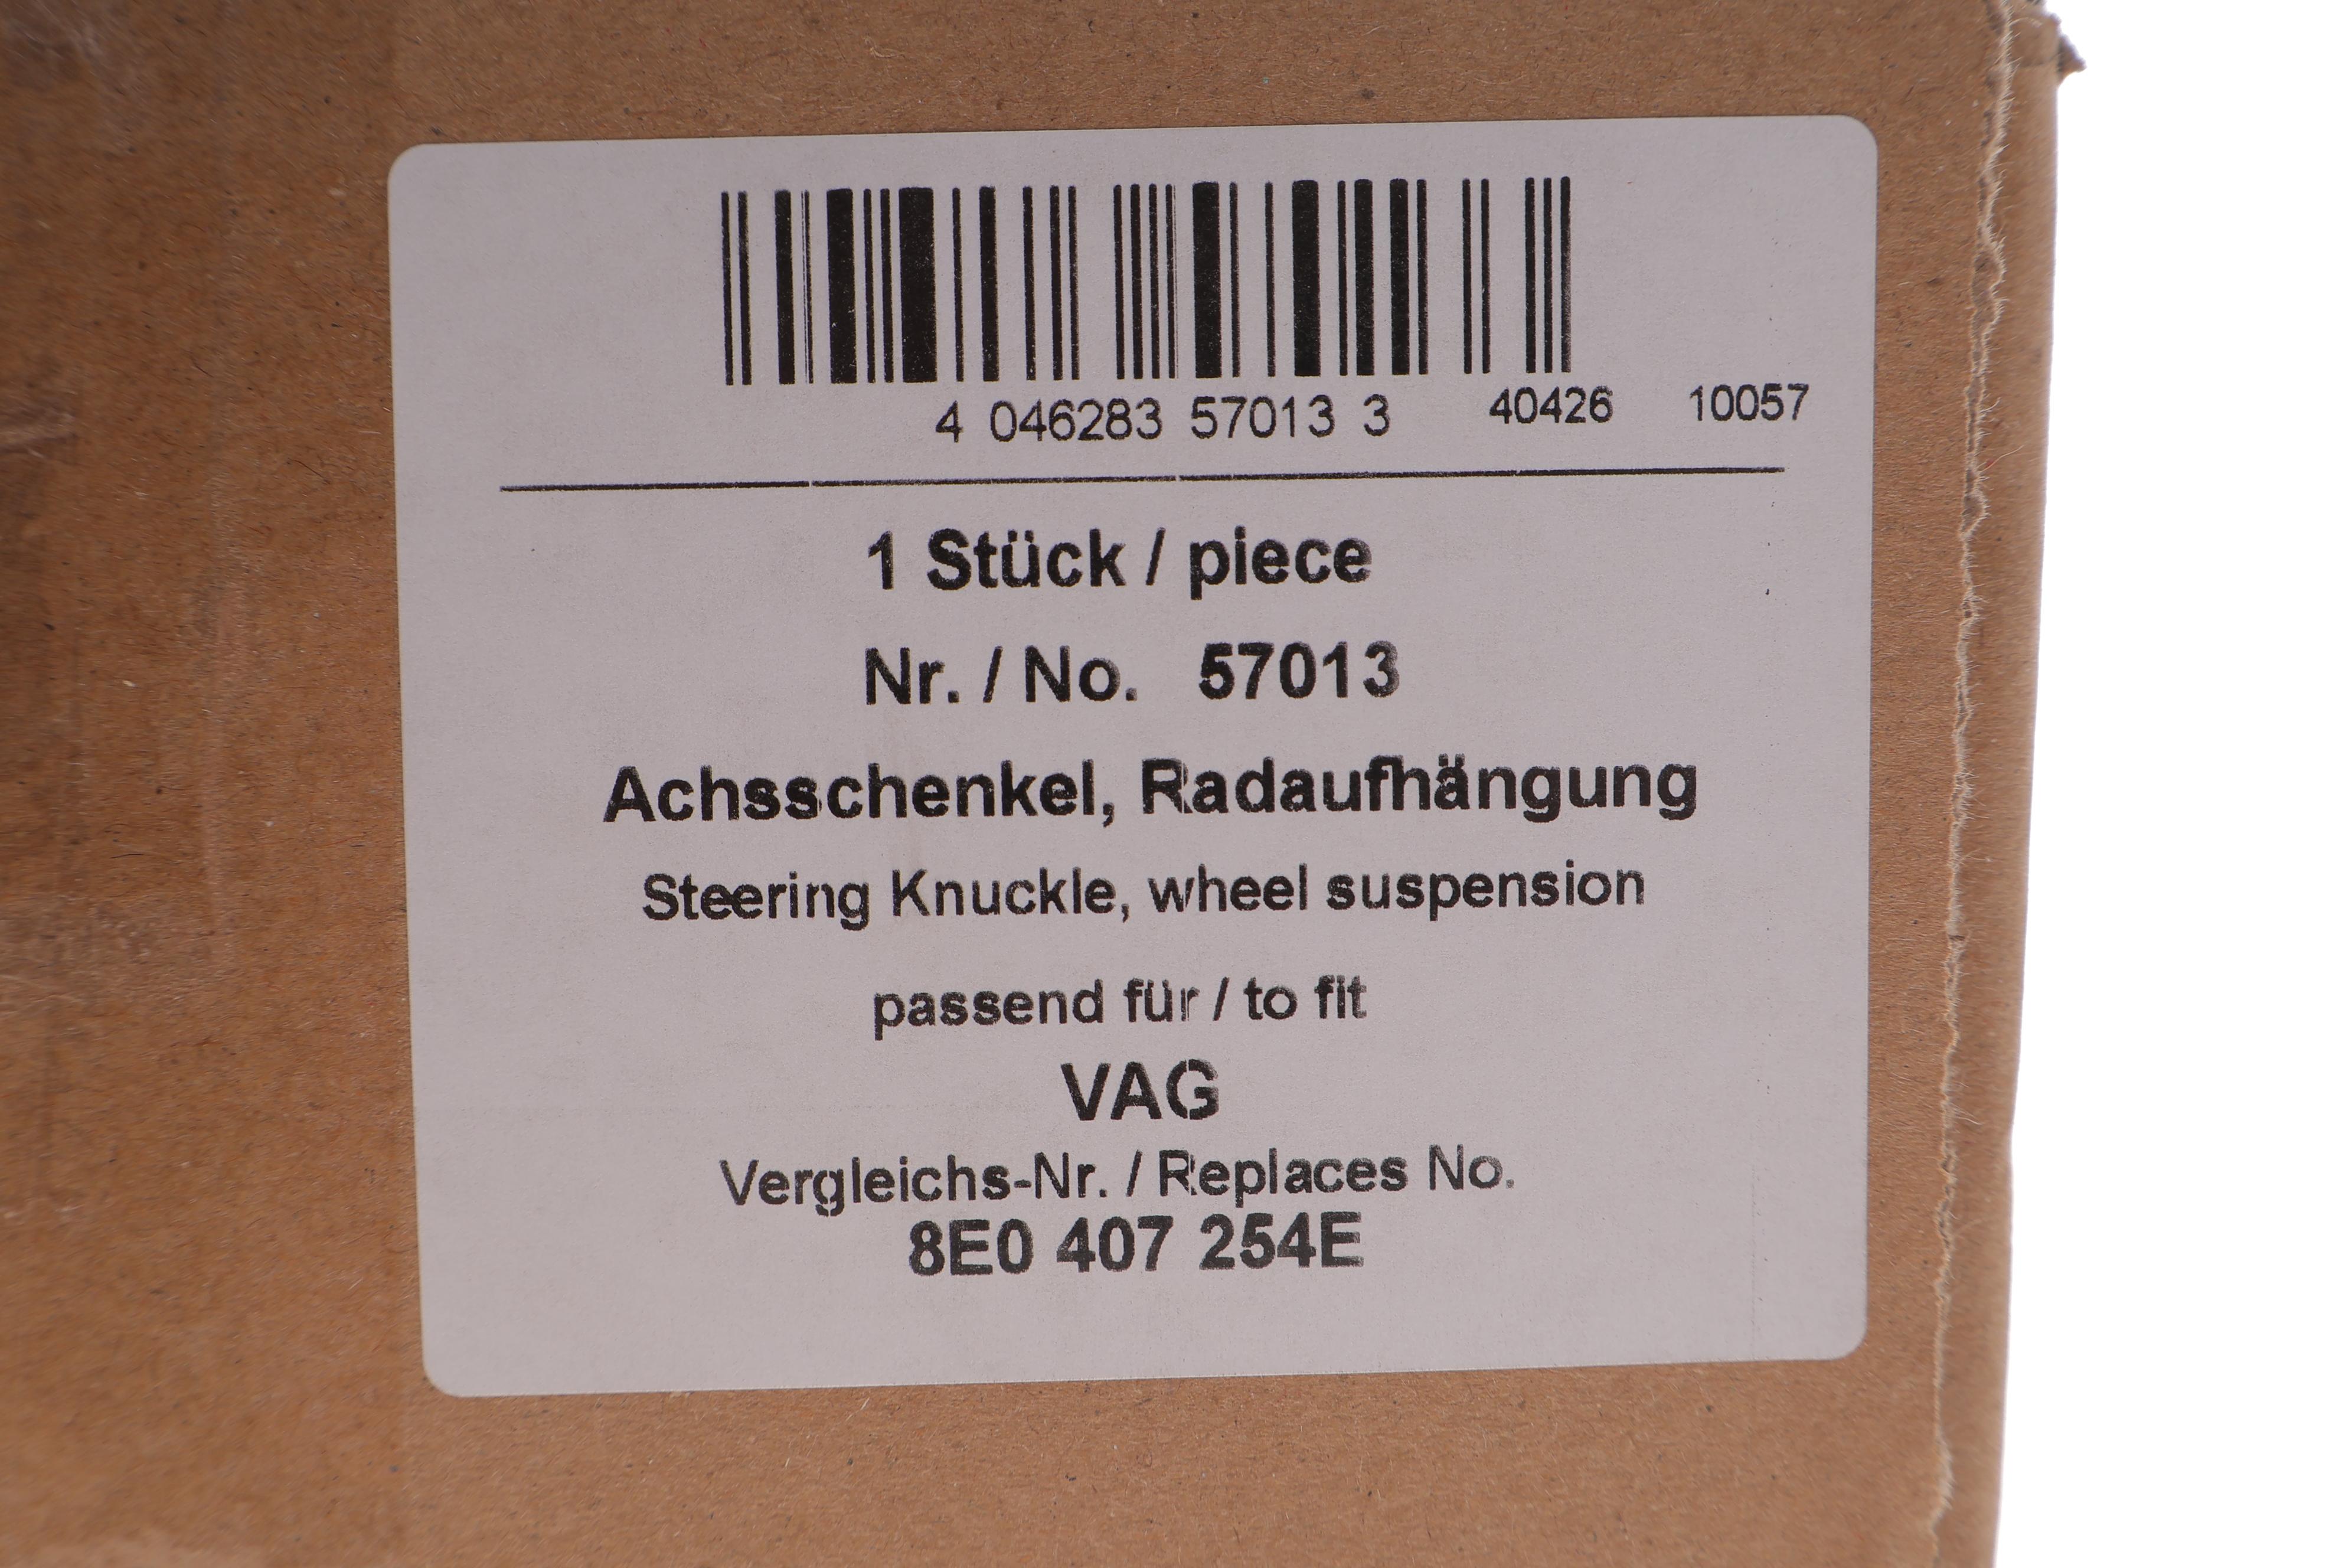 4 046283 57013 3 40426 10057
1 Stück / piece
Nr. / No. 57013
Achsschenkel, Radaufhängung
Steering Knuckle, wheel suspension
passend für / to fit
VAG
Vergleichs-Nr. / Replaces No.
8E0 407 254E